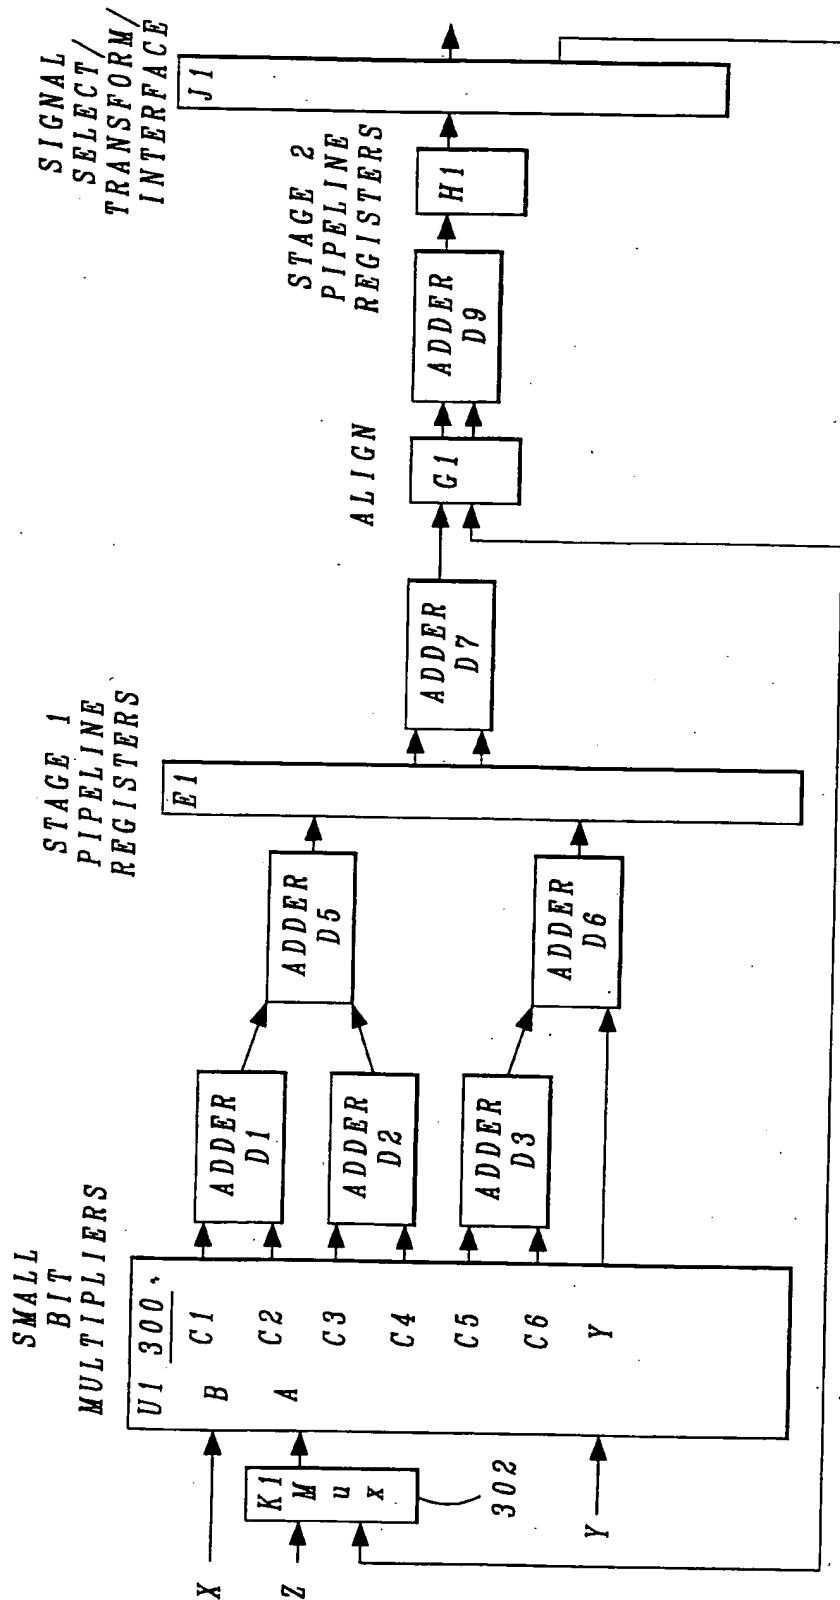 SMALL
BIT
MULTIPLIERS
STAGE 1
PIPELINE
REGISTERS
ALIGN
STAGE 2
PIPELINE
REGISTERS
SIGNAL
SELECT/
TRANSFORM/
INTERFACE
X
Z
Y
K1
Mux
302
U1 300
B
A
C1
C2
C3
C4
C5
C6
Y
ADDER
D1
ADDER
D2
ADDER
D3
ADDER
D5
ADDER
D6
E1
ADDER
D7
G1
ADDER
D9
H1
J1